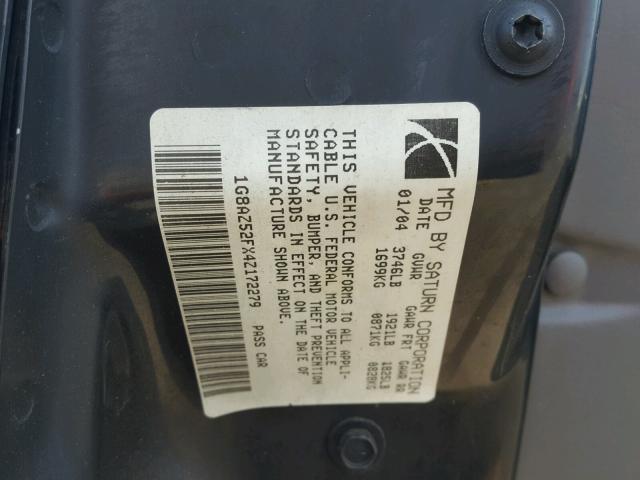 MFD BY SATURN CORPORATION
DATE GVWR GAWR FRT GAWR RR
01/04 3746LB 1921LB 1825LB
1699KG 0871KG 0828KG
THIS VEHICLE CONFORMS TO ALL APPLI-
CABLE U.S. FEDERAL MOTOR VEHICLE
SAFETY, BUMPER, AND THEFT PREVENTION
STANDARDS IN EFFECT ON THE DATE OF
MANUFACTURE SHOWN ABOVE.
1G8AZ52FX4Z172279 PASS CAR